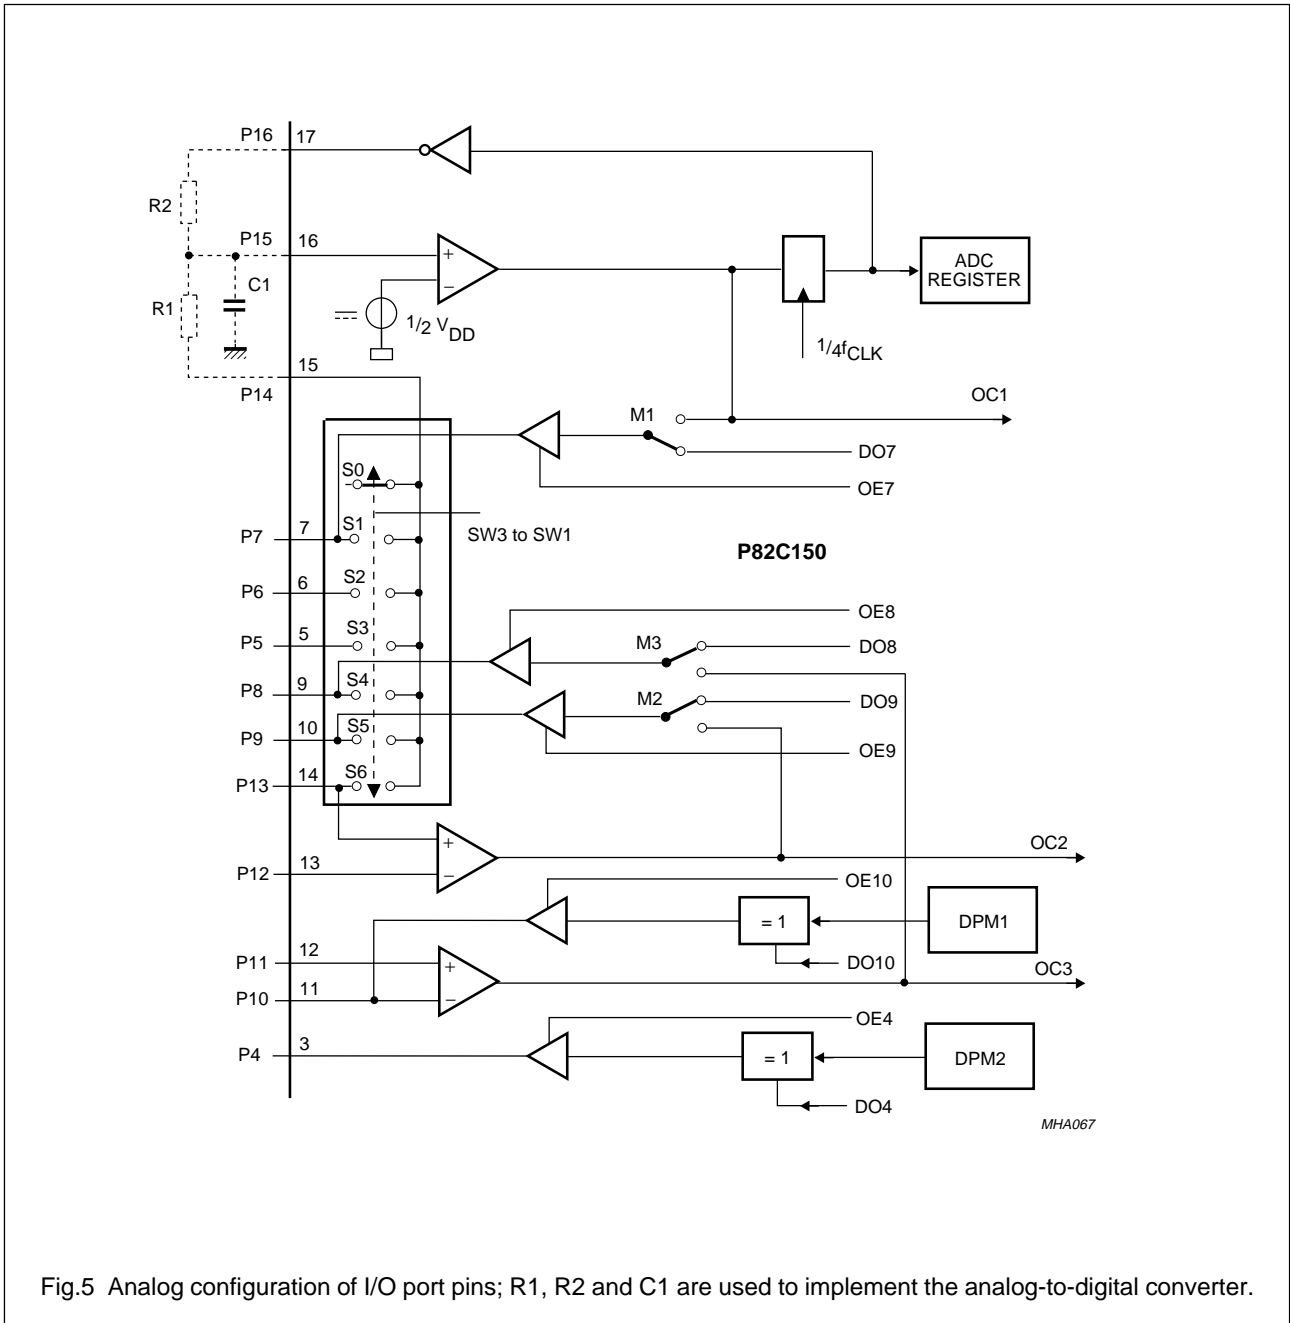 P16 17
R2
P15 16
C1
R1
+
−
1/2 VDD
ADC
REGISTER
1/4fCLK
15
P14
OC1
M1
DO7
OE7
S0
SW3 to SW1
P7 7 S1
P82C150
P6 6 S2
OE8
P5 5 S3
M3 DO8
P8 9 S4
M2 DO9
P9 10 S5
OE9
P13 14 S6
+
−
OC2
P12 13
OE10
= 1
DPM1
P11 12
+
DO10
OC3
P10 11
−
OE4
P4 3
= 1
DPM2
DO4
MHA067
Fig.5 Analog configuration of I/O port pins; R1, R2 and C1 are used to implement the analog-to-digital converter.